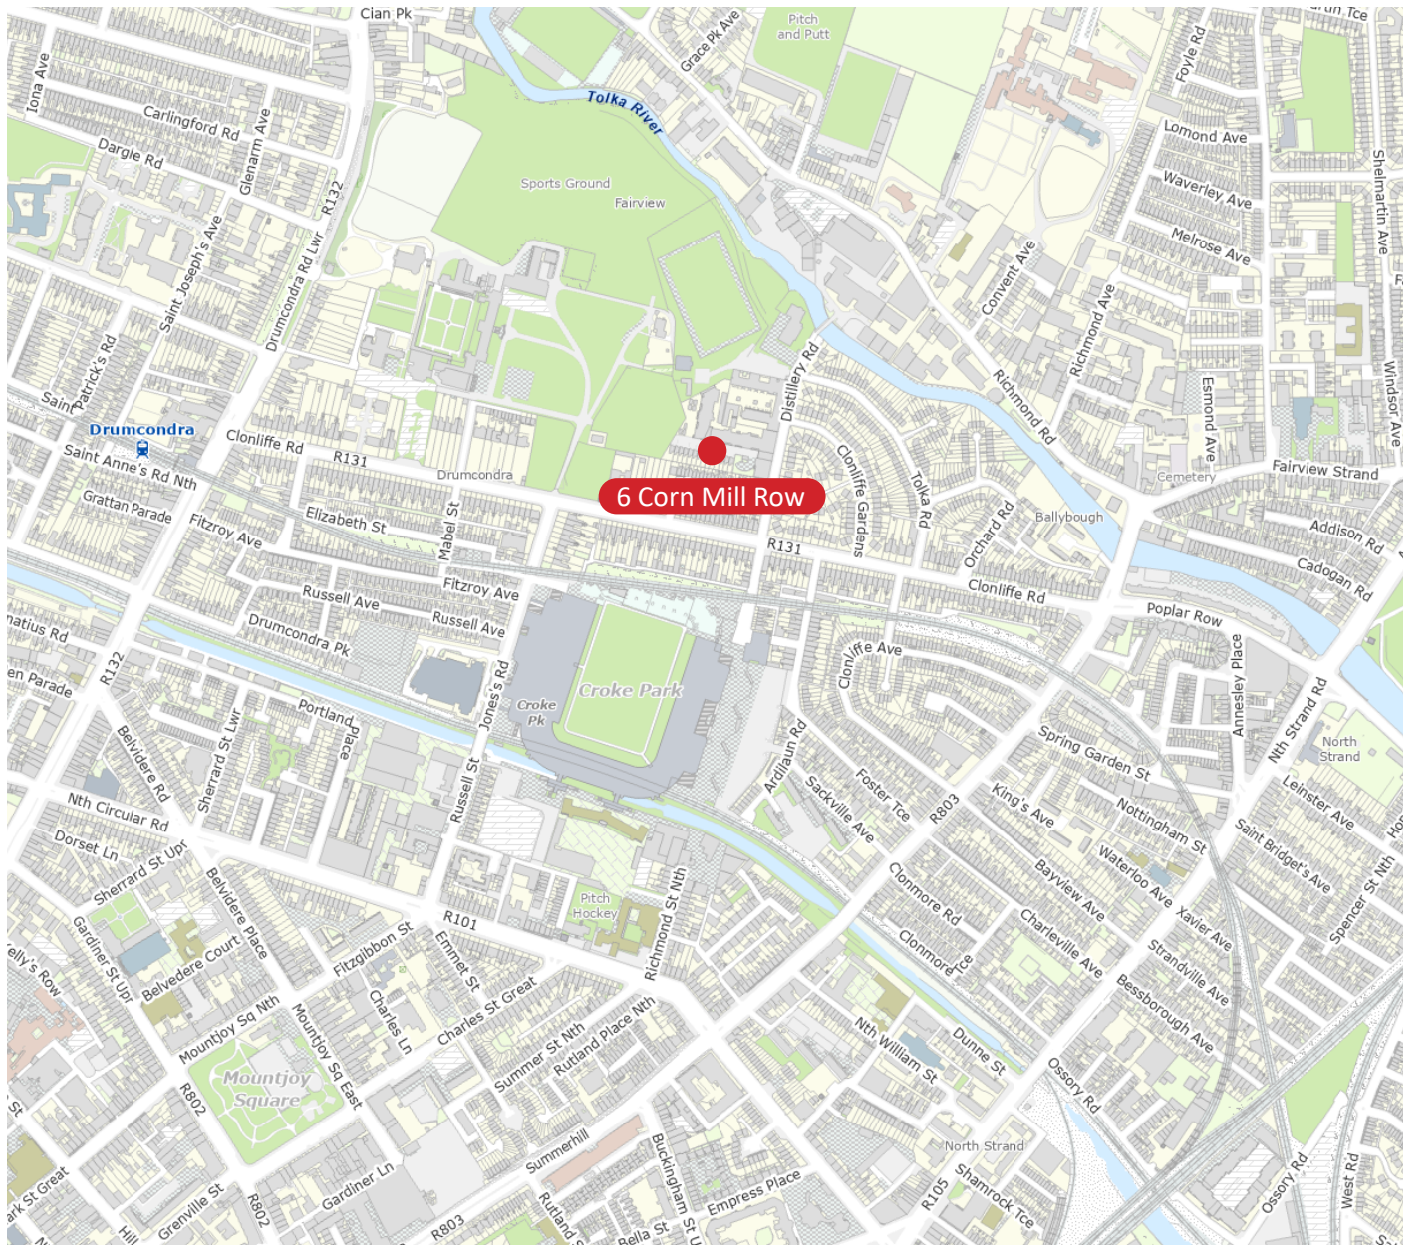 Cian Pk
Pitch
and Putt
Grace Pk Ave
Foyle Rd
Iona Ave
Tolka River
Carlingford Rd
Lomond Ave
Dargle Rd
Glenarm Ave
Shelmartin Ave
Waverley Ave
R132
Sports Ground
Fairview
Melrose Ave
Saint Joseph's Ave
Drumcondra Rd Lwr
Convent Ave
Richmond Ave
Patrick's Rd
Distillery Rd
Richmond Rd
Esmond Ave
Windsor Ave
Saint
Drumcondra
Clonliffe Rd
Saint Anne's Rd Nth
R131
Drumcondra
Clonliffe Gardens
Tolka Rd
Fairview Strand
Cemetery
Grattan Parade
6 Corn Mill Row
Elizabeth St
Mabel St
Orchard Rd
Ballybough
Addison Rd
Fitzroy Ave
R131
Cadogan Rd
Fitzroy Ave
Clonliffe Rd
Russell Ave
Poplar Row
Russell Ave
Drumcondra Pk
natius Rd
Clonliffe Ave
Annesley Place
R132
en Parade
Croke Park
Croke
Pk
Jones's Rd
Portland
Place
Nth Strand Rd
Sherrard St Lwr
Belvidere Rd
Ardilaun Rd
Spring Garden St
North
Strand
Russell St
Foster Tce
Sackville Ave
R803
King's Ave
Nottingham St
Leinster Ave
Nth Circular Rd
Dorset Ln
Saint Bridget's Ave
Sherrard St Upr
Waterloo Ave
Bayview Ave
Belvidere Place
Clonmore Rd
Pitch
Hockey
Spencer St Nth
R101
Gardiner St Upr
Xavier Ave
Charleville Ave
Richmond St Nth
Fitzgibbon St
Emmet St
Clonmore Tce
Strandville Ave
Kelly's Row
Belvedere Court
Charles St Great
Bessborough Ave
Charles Ln
Mountjoy Sq Nth
Mountjoy Sq East
Summer St Nth
Rutland Place Nth
Nth William St
Dunne St
Mountjoy
Square
R802
Ossory Rd
Summerhill
North Strand
Buckingham St U
Gardiner Ln
Ossory Rd
West Rd
ark St Great
Grenville St
Empress Place
Shamrock Tce
R105
R802
R803
Rutland S
Bella St